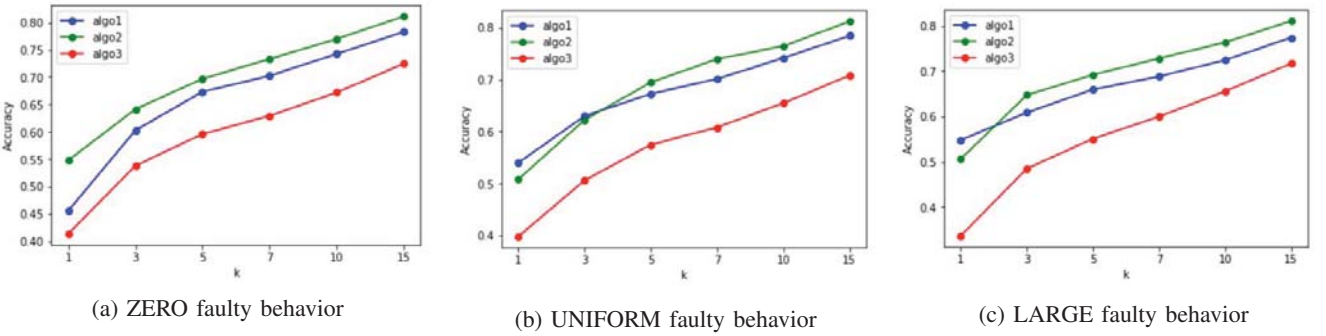 algo1
algo2
algo3
0.80
0.75
0.70
0.65
0.60
0.55
0.50
0.45
0.40
Accuracy
1 3 5 7 10 15
k
(a) ZERO faulty behavior
algo1
algo2
algo3
0.8
0.7
0.6
0.5
0.4
Accuracy
1 3 5 7 10 15
k
(b) UNIFORM faulty behavior
algo1
algo2
algo3
0.8
0.7
0.6
0.5
0.4
Accuracy
1 3 5 7 10 15
k
(c) LARGE faulty behavior